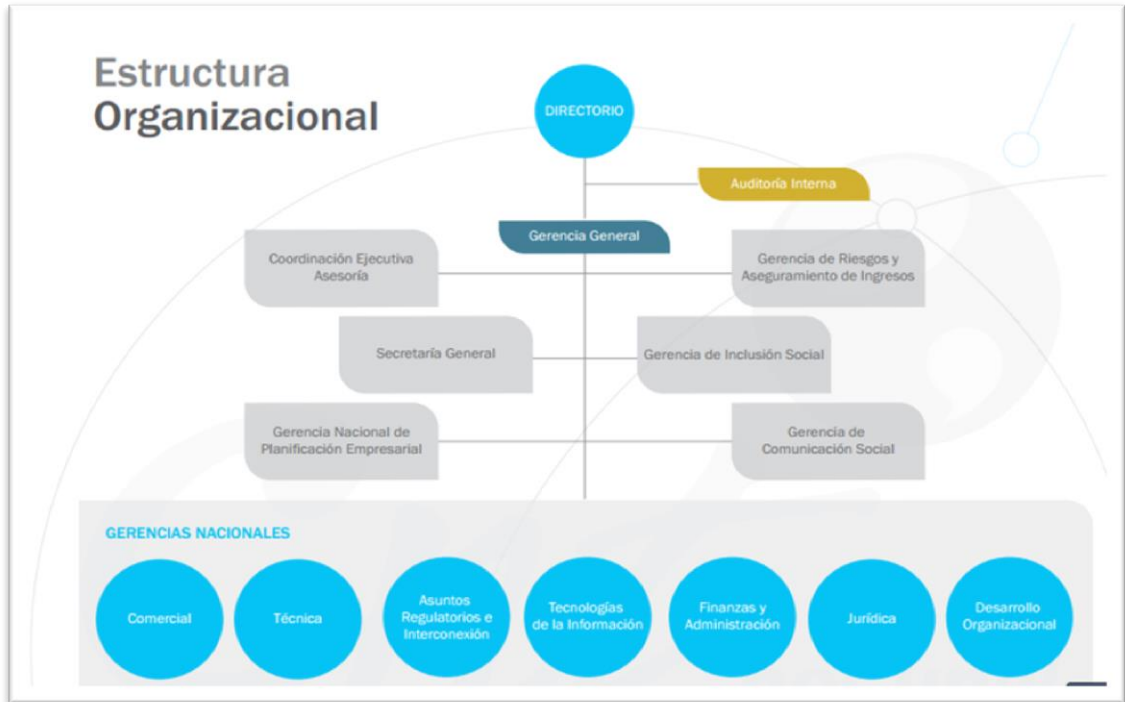 Estructura
Organizacional
DIRECTORIO
Auditoría Interna
Gerencia General
Coordinación Ejecutiva
Asesoría
Gerencia de Riesgos y
Aseguramiento de Ingresos
Secretaría General
Gerencia de Inclusión Social
Gerencia Nacional de
Planificación Empresarial
Gerencia de
Comunicación Social
GERENCIAS NACIONALES
Comercial
Técnica
Asuntos
Regulatorios e
Interconexión
Tecnologías
de la Información
Finanzas y
Administración
Jurídica
Desarrollo
Organizacional